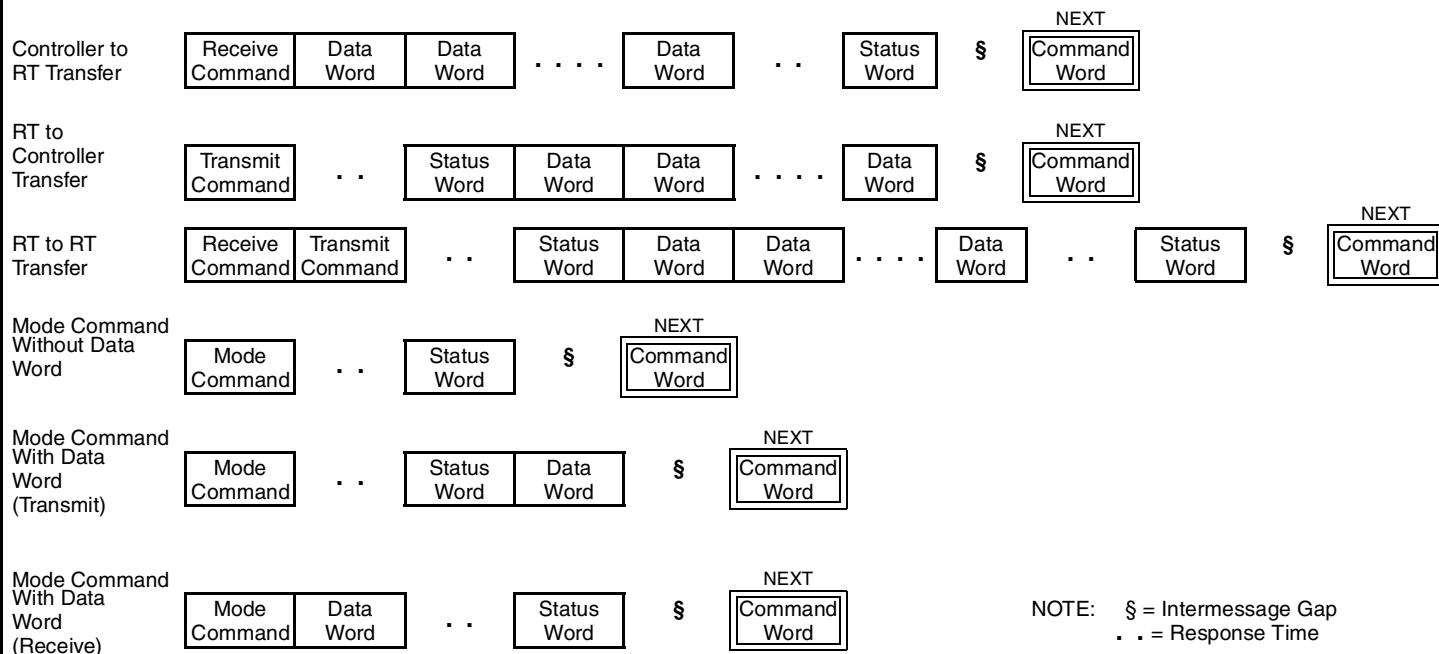 NEXT
Controller to
RT Transfer
Receive
Command
Data
Word
Data
Word
. . . .
Data
Word
. .
Status
Word
§
Command
Word
NEXT
RT to
Controller
Transfer
Transmit
Command
. .
Status
Word
Data
Word
Data
Word
. . . .
Data
Word
§
Command
Word
NEXT
RT to RT
Transfer
Receive
Command
Transmit
Command
. .
Status
Word
Data
Word
Data
Word
. . . .
Data
Word
. .
Status
Word
§
Command
Word
Mode Command
Without Data
Word
NEXT
Mode
Command
. .
Status
Word
§
Command
Word
Mode Command
With Data
Word
(Transmit)
NEXT
Mode
Command
. .
Status
Word
Data
Word
§
Command
Word
Mode Command
With Data
Word
(Receive)
NEXT
Mode
Command
Data
Word
. .
Status
Word
§
Command
Word
NOTE: § = Intermessage Gap
. . = Response Time